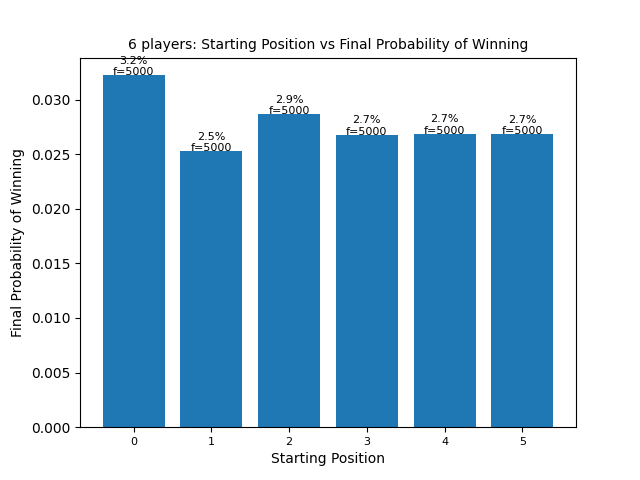 6 players: Starting Position vs Final Probability of Winning
Final Probability of Winning
0.030
0.025
0.020
0.015
0.010
0.005
0.000
3.2%
f=5000
2.5%
f=5000
2.9%
f=5000
2.7%
f=5000
2.7%
f=5000
2.7%
f=5000
0 1 2 3 4 5
Starting Position